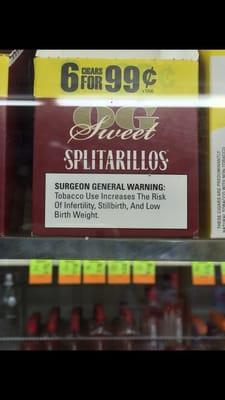 6 CIGARS FOR 99¢
+TAX
OG
Sweet
SPLITARILLOS
SURGEON GENERAL WARNING:
Tobacco Use Increases The Risk
Of Infertility, Stillbirth, And Low
Birth Weight.